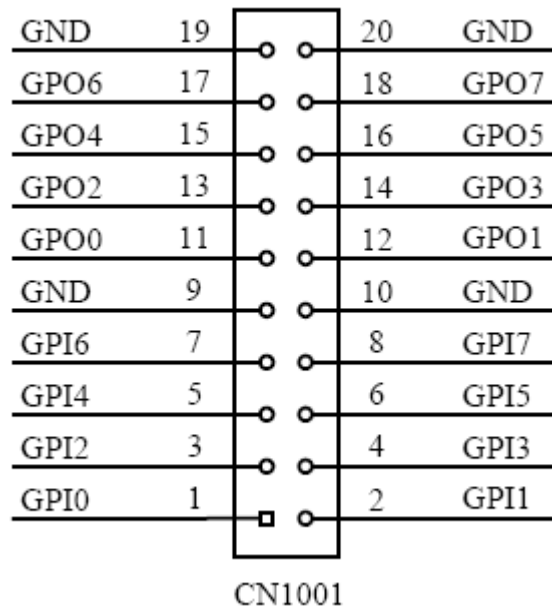 GND 19 20 GND
GPO6 17 18 GPO7
GPO4 15 16 GPO5
GPO2 13 14 GPO3
GPO0 11 12 GPO1
GND 9 10 GND
GPI6 7 8 GPI7
GPI4 5 6 GPI5
GPI2 3 4 GPI3
GPI0 1 2 GPI1
CN1001